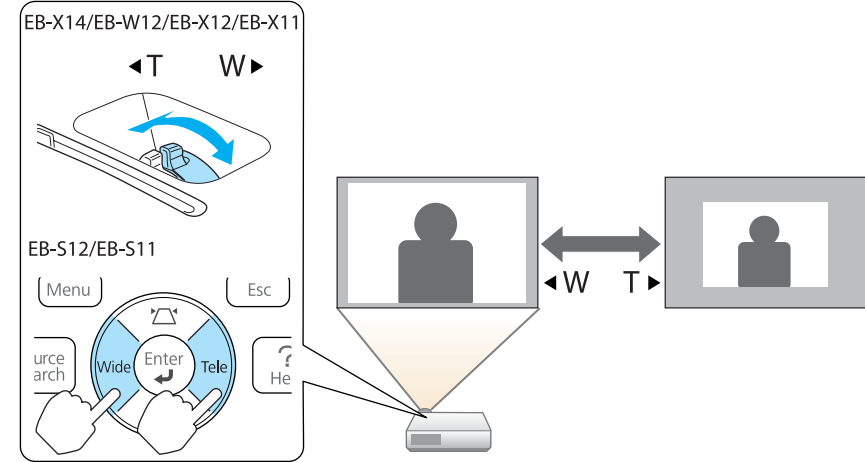 EB-X14/EB-W12/EB-X12/EB-X11
◀T W▶
EB-S12/EB-S11
Menu Esc
urce
arch
Wide Enter Tele
?
He
◀W T▶